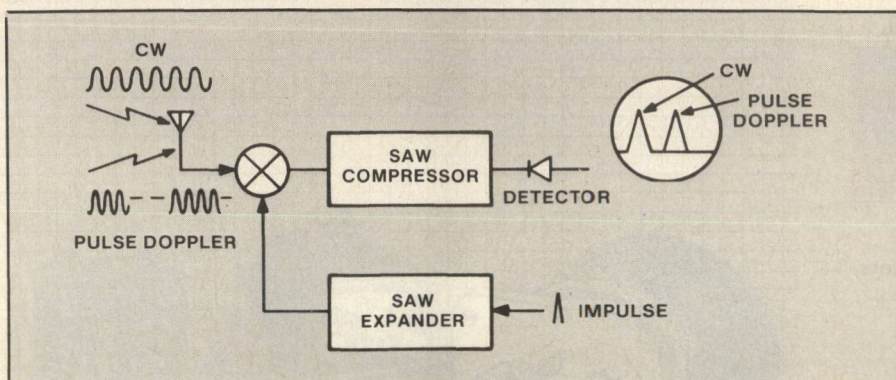 CW
CW
PULSE
DOPPLER
SAW
COMPRESSOR
DETECTOR
PULSE DOPPLER
SAW
EXPANDER
IMPULSE